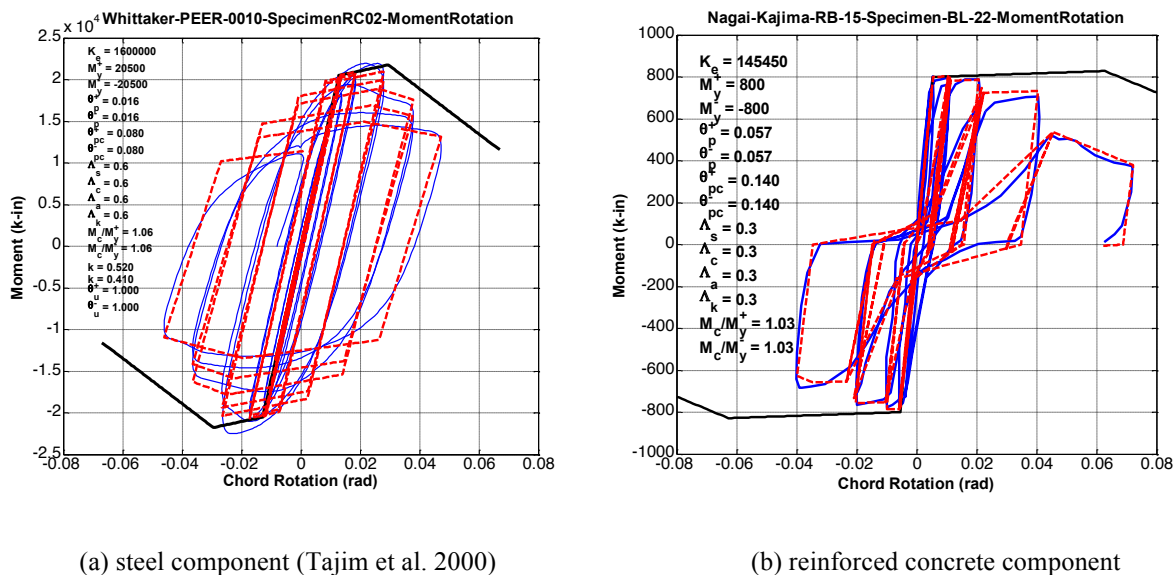 Whittaker-PEER-0010-SpecimenRC02-MomentRotation
x 10⁴
2.5
2
1.5
1
0.5
0
-0.5
-1
-1.5
-2
-2.5
Moment (k-in)
K_e = 1600000
M_y^+ = 20500
M_y^- = -20500
θ_p^+ = 0.016
θ_p^- = 0.016
θ_pc^+ = 0.080
θ_pc^- = 0.080
Λ_s = 0.6
Λ_c = 0.6
Λ_a = 0.6
Λ_k = 0.6
M_c/M_y^+ = 1.06
M_c/M_y^- = 1.06
k = 0.520
k = 0.410
θ_u^+ = 1.000
θ_u^- = 1.000
-0.08 -0.06 -0.04 -0.02 0 0.02 0.04 0.06 0.08
Chord Rotation (rad)
(a) steel component (Tajim et al. 2000)
Nagai-Kajima-RB-15-Specimen-BL-22-MomentRotation
1000
800
600
400
200
0
-200
-400
-600
-800
-1000
Moment (k-in)
K_e = 145450
M_y^+ = 800
M_y^- = -800
θ_p^+ = 0.057
θ_p^- = 0.057
θ_pc^+ = 0.140
θ_pc^- = 0.140
Λ_s = 0.3
Λ_c = 0.3
Λ_a = 0.3
Λ_k = 0.3
M_c/M_y^+ = 1.03
M_c/M_y^- = 1.03
-0.08 -0.06 -0.04 -0.02 0 0.02 0.04 0.06 0.08
Chord Rotation (rad)
(b) reinforced concrete component